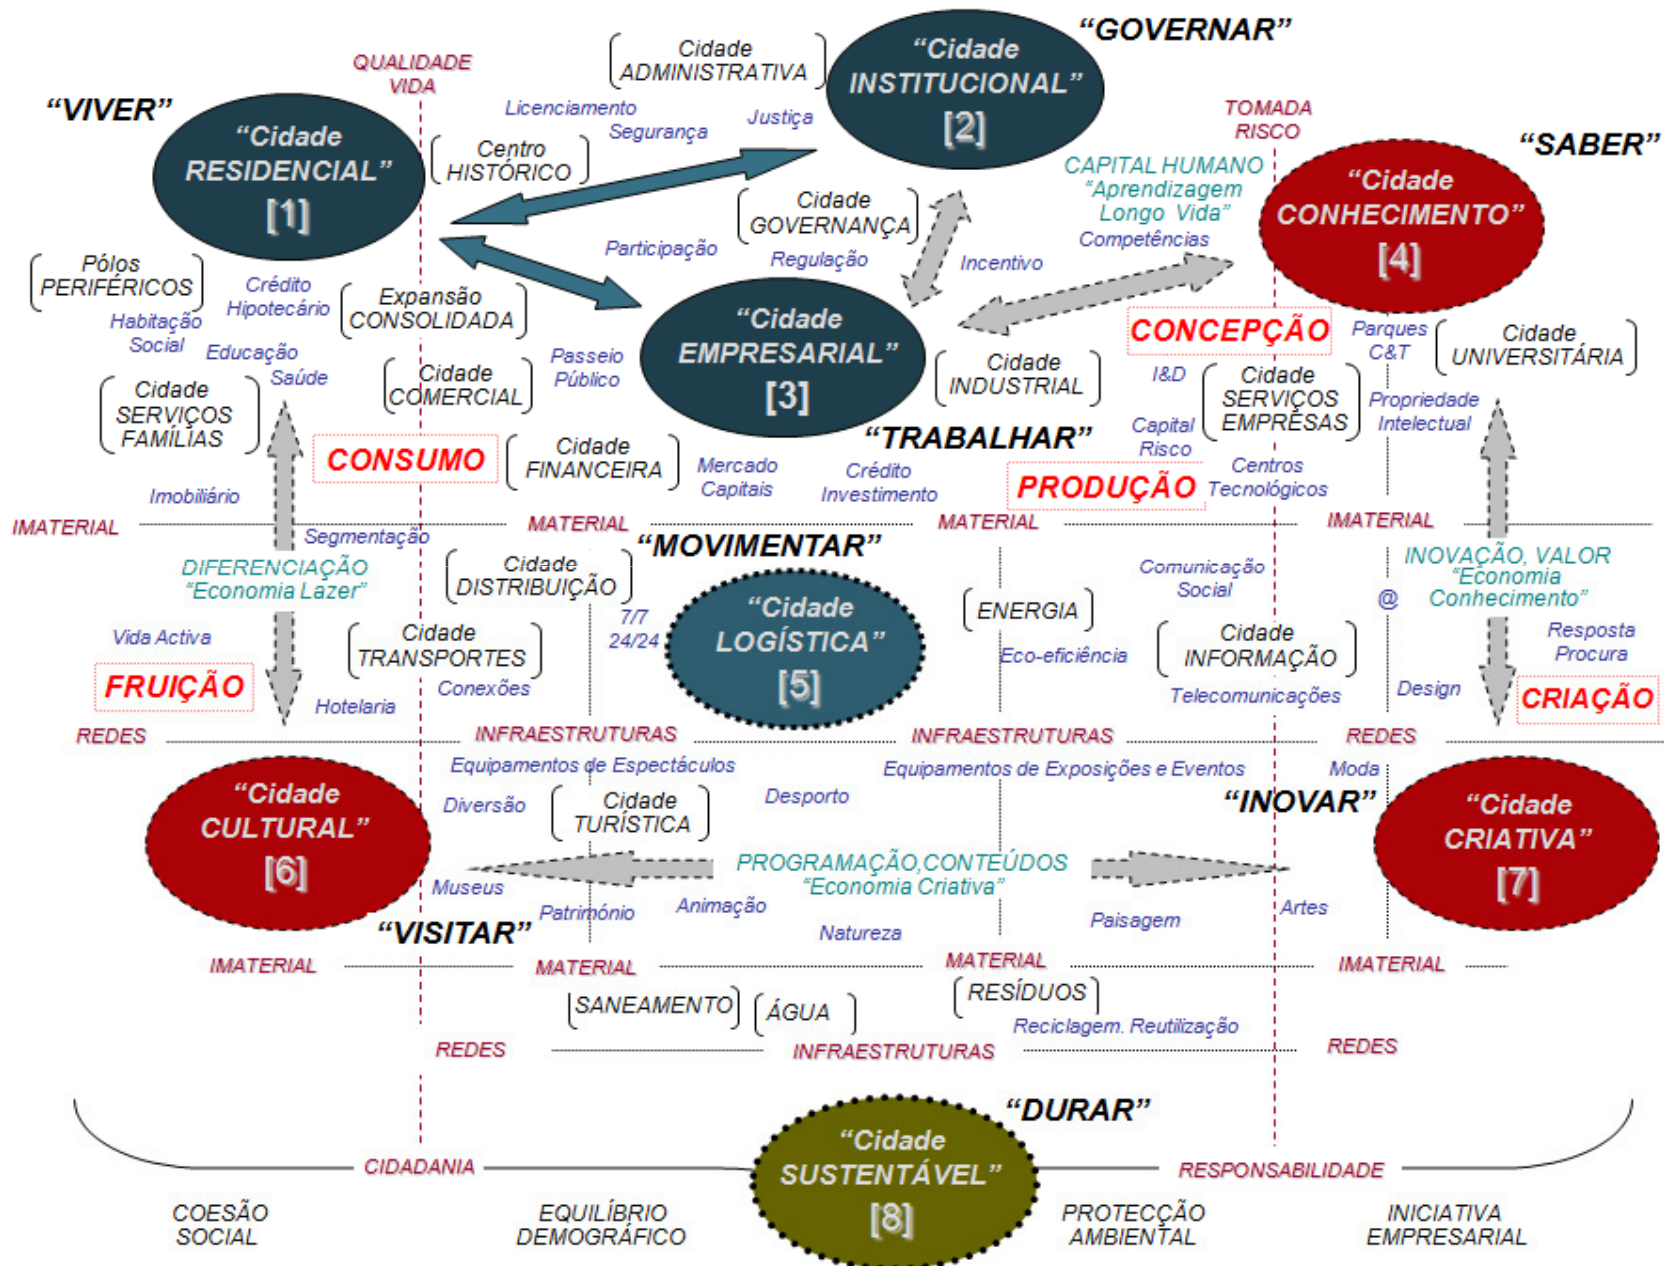 “GOVERNAR”
“Cidade
INSTITUCIONAL”
[2]
Cidade
ADMINISTRATIVA
QUALIDADE
VIDA
“VIVER”
Licenciamento
Segurança
Justiça
TOMADA
RISCO
“SABER”
“Cidade
RESIDENCIAL”
[1]
Centro
HISTÓRICO
CAPITAL HUMANO
“Aprendizagem
Longo Vida”
Competências
“Cidade
CONHECIMENTO”
[4]
Cidade
GOVERNANÇA
Participação
Regulação
Incentivo
Pólos
PERIFÉRICOS
Crédito
Hipotecário
Expansão
CONSOLIDADA
Habitação
Social
Educação
Saúde
“Cidade
EMPRESARIAL”
[3]
CONCEPÇÃO
Parques
C&T
Cidade
UNIVERSITÁRIA
Cidade
SERVIÇOS
FAMÍLIAS
Cidade
COMERCIAL
Passeio
Público
Cidade
INDUSTRIAL
I&D
Cidade
SERVIÇOS
EMPRESAS
Propriedade
Intelectual
“TRABALHAR”
Capital
Risco
CONSUMO
Cidade
FINANCEIRA
Mercado
Capitais
Crédito
Investimento
PRODUÇÃO
Centros
Tecnológicos
Imobiliário
IMATERIAL
MATERIAL
MATERIAL
IMATERIAL
Segmentação
“MOVIMENTAR”
DIFERENCIAÇÃO
“Economia Lazer”
Cidade
DISTRIBUIÇÃO
7/7
24/24
“Cidade
LOGÍSTICA”
[5]
ENERGIA
Comunicação
Social
@
INOVAÇÃO, VALOR
“Economia
Conhecimento”
Vida Activa
Cidade
TRANSPORTES
Eco-eficiência
Cidade
INFORMAÇÃO
Resposta
Procura
FRUIÇÃO
Hotelaria
Conexões
Telecomunicações
Design
CRIAÇÃO
REDES
INFRAESTRUTURAS
INFRAESTRUTURAS
REDES
Equipamentos de Espectáculos
Equipamentos de Exposições e Eventos
Moda
“Cidade
CULTURAL”
[6]
Diversão
Cidade
TURÍSTICA
Desporto
“INOVAR”
“Cidade
CRIATIVA”
[7]
PROGRAMAÇÃO,CONTEÚDOS
“Economia Criativa”
Museus
Património
Animação
Natureza
Paisagem
Artes
“VISITAR”
IMATERIAL
MATERIAL
MATERIAL
IMATERIAL
SANEAMENTO
ÁGUA
RESÍDUOS
Reciclagem. Reutilização
REDES
INFRAESTRUTURAS
REDES
“DURAR”
“Cidade
SUSTENTÁVEL”
[8]
CIDADANIA
RESPONSABILIDADE
COESÃO
SOCIAL
EQUILÍBRIO
DEMOGRÁFICO
PROTECÇÃO
AMBIENTAL
INICIATIVA
EMPRESARIAL